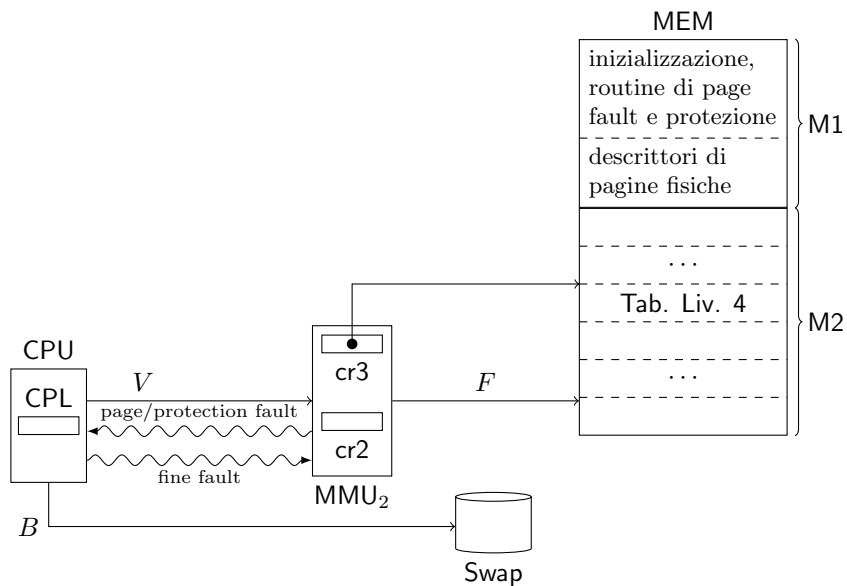 MEM
inizializzazione,
routine di page
fault e protezione
M1
descrittori di
pagine fisiche
. . .
Tab. Liv. 4
M2
. . .
CPU
CPL
V
page/protection fault
fine fault
cr3
cr2
MMU₂
F
B
Swap